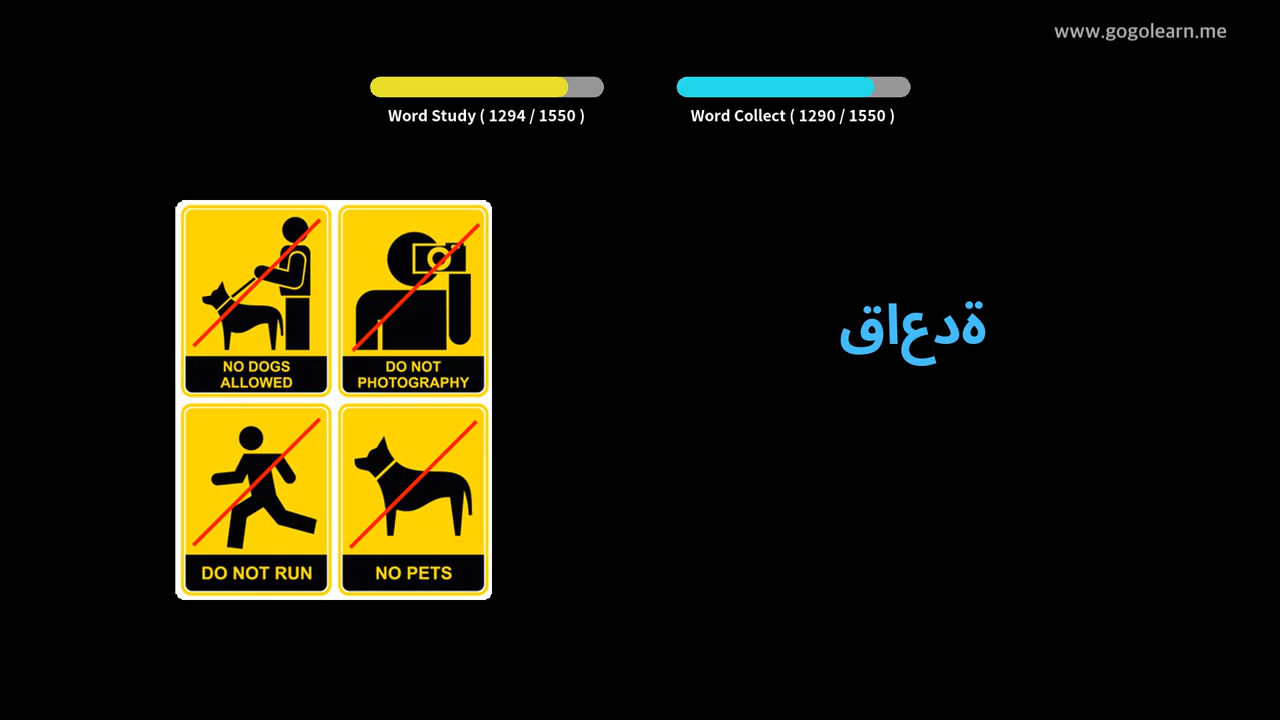 www.gogolearn.me
Word Study ( 1294 / 1550 )
Word Collect ( 1290 / 1550 )
NO DOGS
ALLOWED
DO NOT
PHOTOGRAPHY
DO NOT RUN
NO PETS
قاعدة